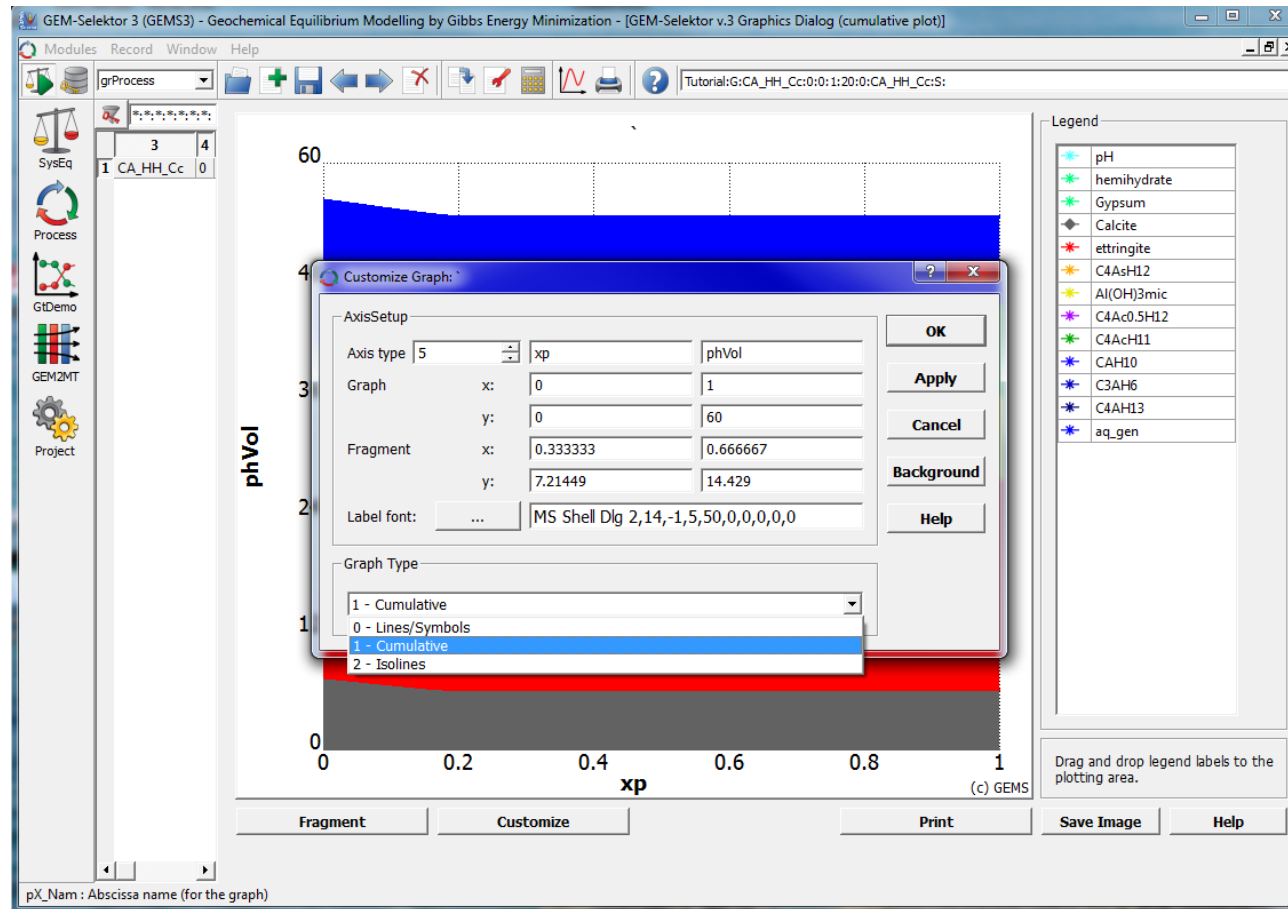 GEM-Selektor 3 (GEMS3) - Geochemical Equilibrium Modelling by Gibbs Energy Minimization - [GEM-Selektor v.3 Graphics Dialog (cumulative plot)]
Modules Record Window Help
grProcess
Tutorial:G:CA_HH_Cc:0:0:1:20:0:CA_HH_Cc:S:
*:*:*:*:*:*:*:
3 4
1 CA_HH_Cc 0
SysEq
Process
GtDemo
GEM2MT
Project
`
60
4
3
2
1
0
phVol
0 0.2 0.4 0.6 0.8 1
xp
(c) GEMS
Customize Graph: `
AxisSetup
Axis type 5 xp phVol
Graph x: 0 1
y: 0 60
Fragment x: 0.333333 0.666667
y: 7.21449 14.429
Label font: ... MS Shell Dlg 2,14,-1,5,50,0,0,0,0,0
OK
Apply
Cancel
Background
Help
Graph Type
1 - Cumulative
0 - Lines/Symbols
1 - Cumulative
2 - Isolines
Legend
pH
hemihydrate
Gypsum
Calcite
ettringite
C4AsH12
Al(OH)3mic
C4Ac0.5H12
C4AcH11
CAH10
C3AH6
C4AH13
aq_gen
Drag and drop legend labels to the
plotting area.
Fragment Customize Print Save Image Help
pX_Nam : Abscissa name (for the graph)